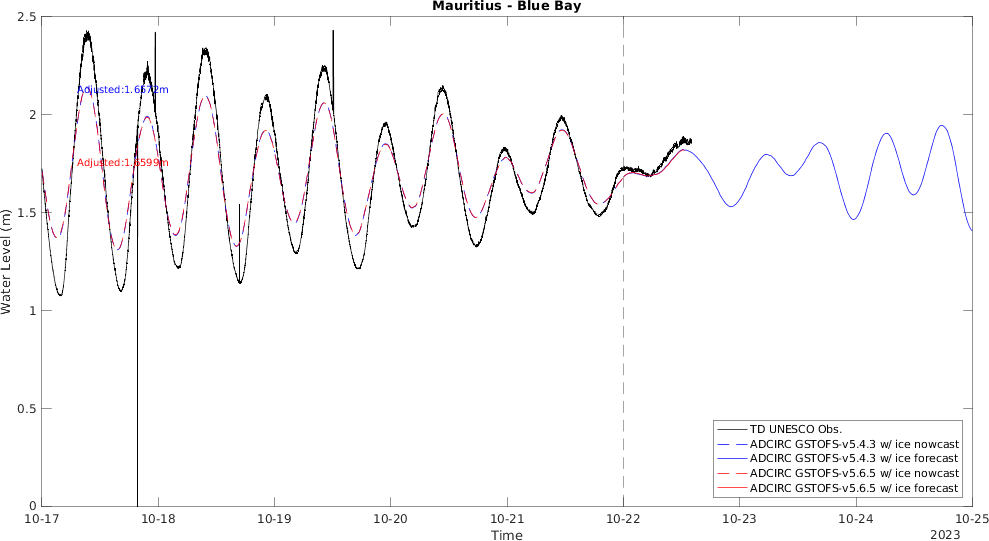 Mauritius - Blue Bay
2.5
2
1.5
1
0.5
0
Water Level (m)
Adjusted:1.6572m
Adjusted:1.6599m
TD UNESCO Obs.
ADCIRC GSTOFS-v5.4.3 w/ ice nowcast
ADCIRC GSTOFS-v5.4.3 w/ ice forecast
ADCIRC GSTOFS-v5.6.5 w/ ice nowcast
ADCIRC GSTOFS-v5.6.5 w/ ice forecast
10-17 10-18 10-19 10-20 10-21 10-22 10-23 10-24 10-25
Time
2023